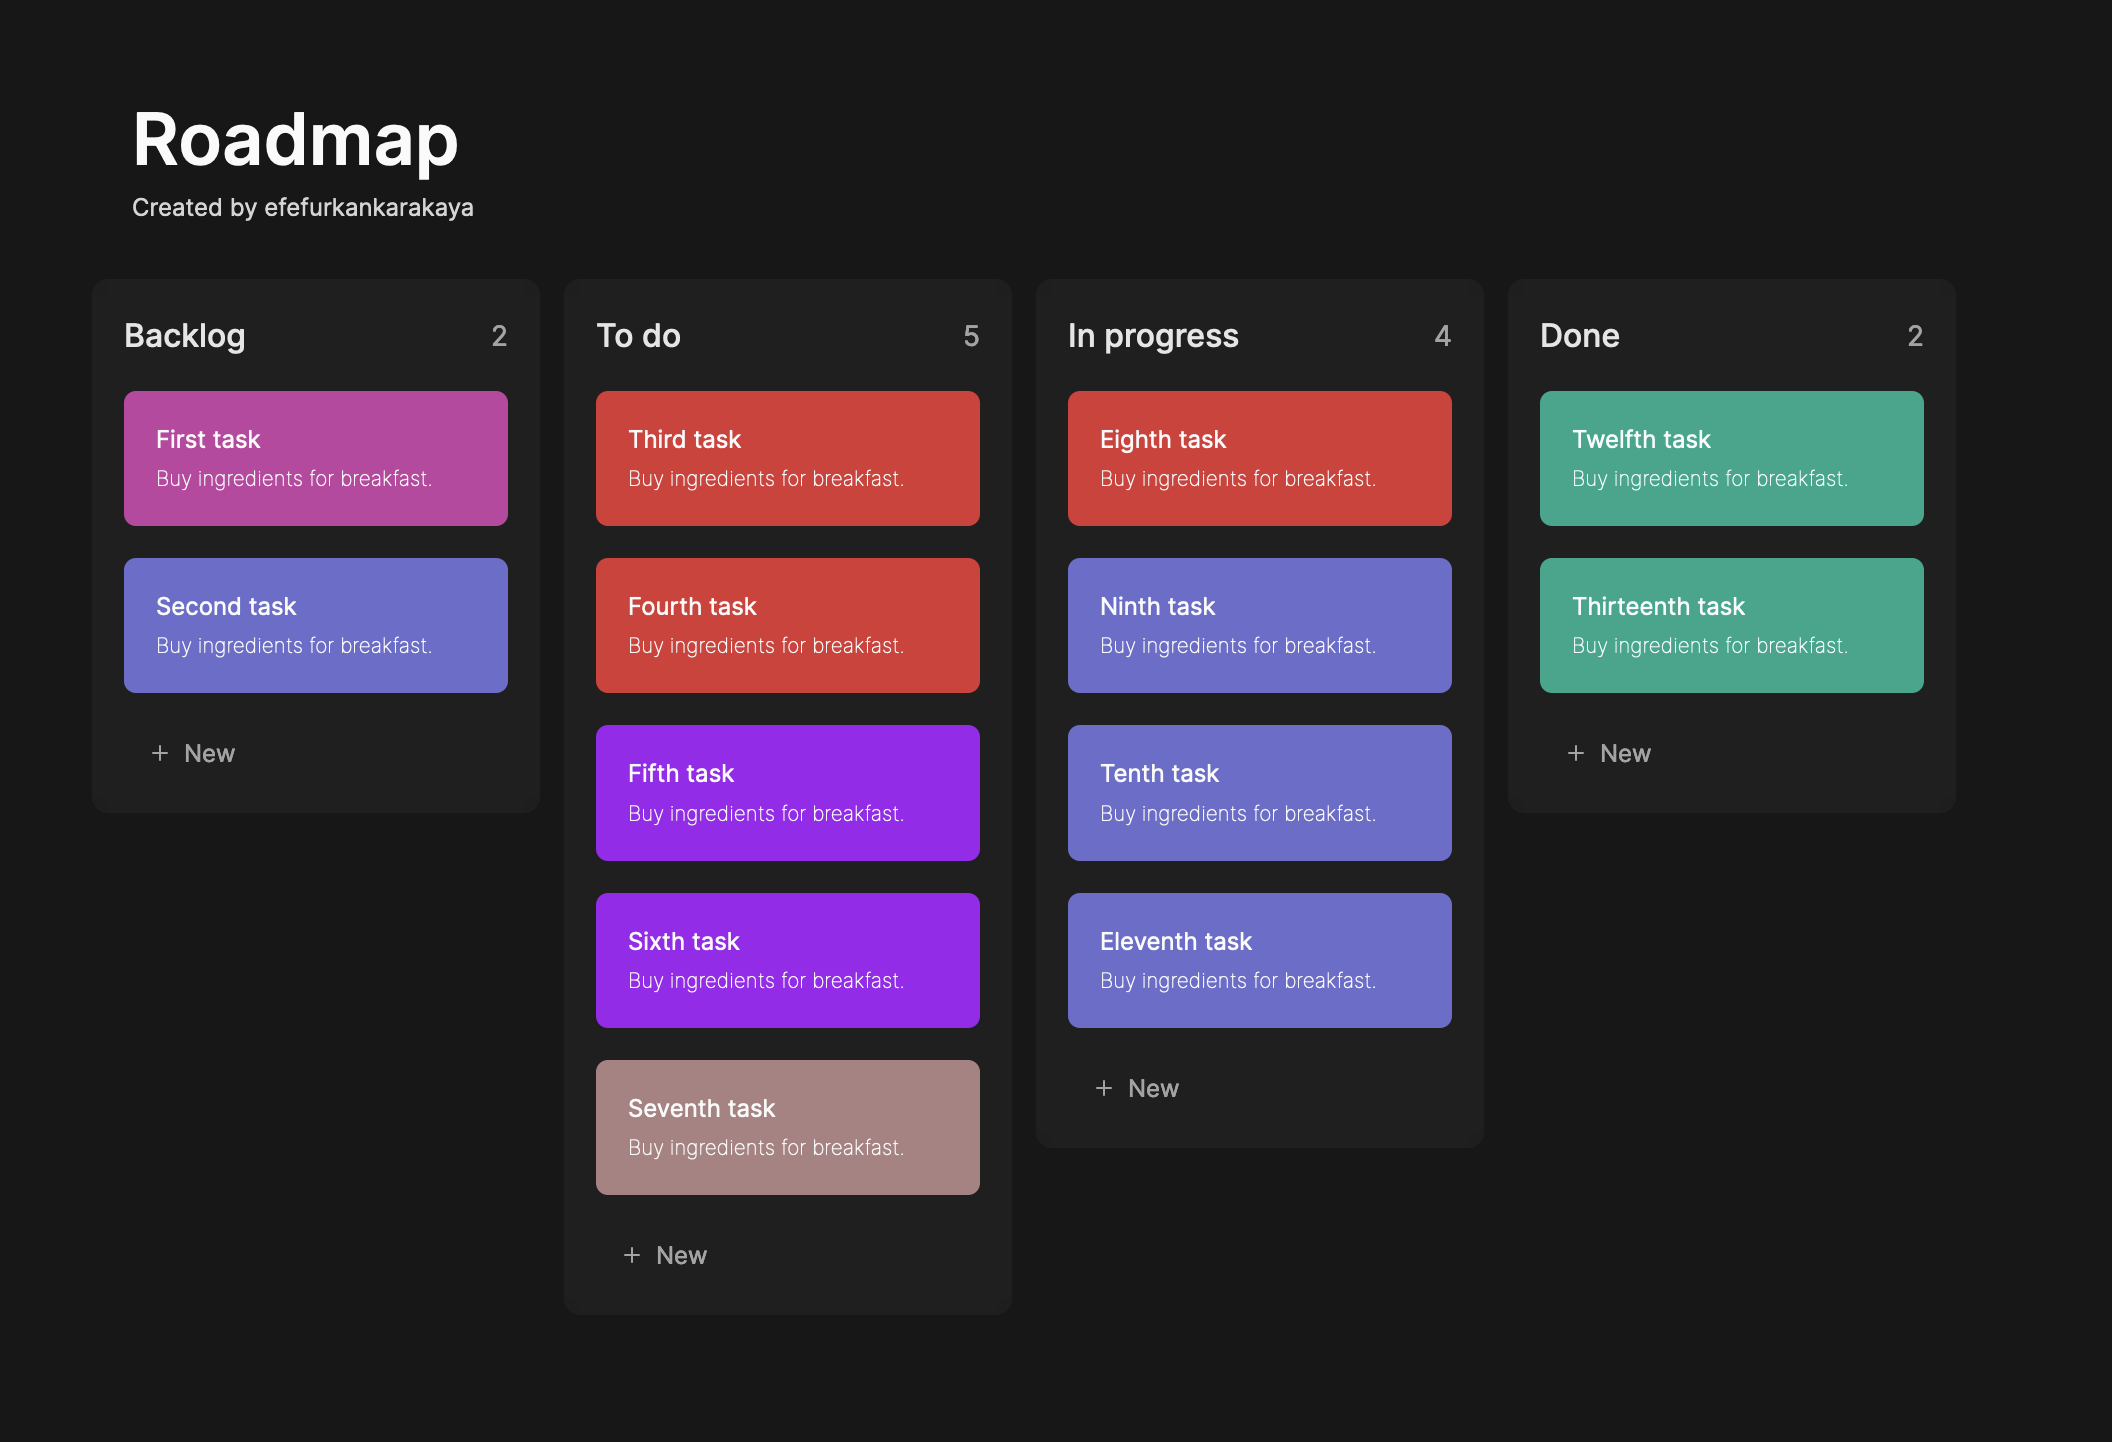 Roadmap
Created by efefurkankarakaya
Backlog 2
First task
Buy ingredients for breakfast.
Second task
Buy ingredients for breakfast.
+ New
To do 5
Third task
Buy ingredients for breakfast.
Fourth task
Buy ingredients for breakfast.
Fifth task
Buy ingredients for breakfast.
Sixth task
Buy ingredients for breakfast.
Seventh task
Buy ingredients for breakfast.
+ New
In progress 4
Eighth task
Buy ingredients for breakfast.
Ninth task
Buy ingredients for breakfast.
Tenth task
Buy ingredients for breakfast.
Eleventh task
Buy ingredients for breakfast.
+ New
Done 2
Twelfth task
Buy ingredients for breakfast.
Thirteenth task
Buy ingredients for breakfast.
+ New